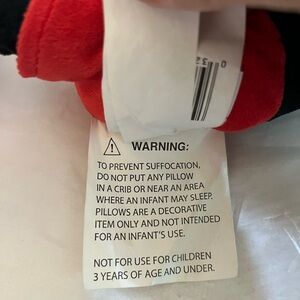 WARNING:
TO PREVENT SUFFOCATION,
DO NOT PUT ANY PILLOW
IN A CRIB OR NEAR AN AREA
WHERE AN INFANT MAY SLEEP.
PILLOWS ARE A DECORATIVE
ITEM ONLY AND NOT INTENDED
FOR AN INFANT'S USE.
NOT FOR USE FOR CHILDREN
3 YEARS OF AGE AND UNDER.